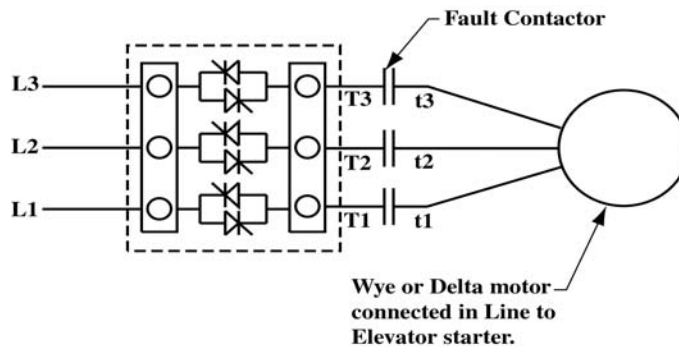 Fault Contactor
L3
T3
t3
L2
T2
t2
L1
T1
t1
Wye or Delta motor
connected in Line to
Elevator starter.